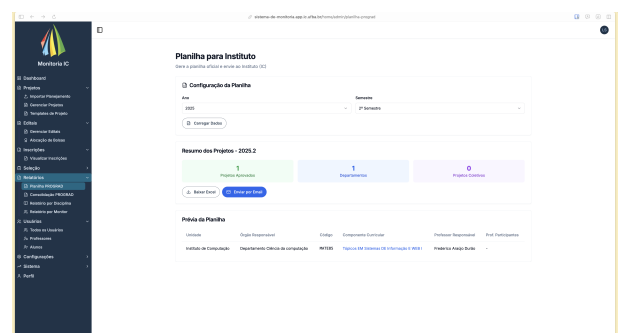 sistema-de-monitoria.app.ic.ufba.br/home/admin/planilha-prograd
Monitoria IC
Dashboard
Projetos
Importar Planejamento
Gerenciar Projetos
Templates de Projeto
Editais
Gerenciar Editais
Alocação de Bolsas
Inscrições
Visualizar Inscrições
Seleção
Relatórios
Planilha PROGRAD
Consolidação PROGRAD
Relatório por Disciplina
Relatório por Monitor
Usuários
Todos os Usuários
Professores
Alunos
Configurações
Sistema
Perfil
Planilha para Instituto
Gere a planilha oficial e envie ao Instituto (IC)
Configuração da Planilha
Ano
Semestre
2025
2º Semestre
Carregar Dados
Resumo dos Projetos - 2025.2
1
Projetos Aprovados
1
Departamentos
0
Projetos Coletivos
Baixar Excel
Enviar por Email
Prévia da Planilha
Unidade Órgão Responsável Código Componente Curricular Professor Responsável Prof. Participantes
Instituto de Computação Departamento Ciência da computação MATE85 Tópicos EM Sistemas DE Informação E WEB I Frederico Araújo Durão -